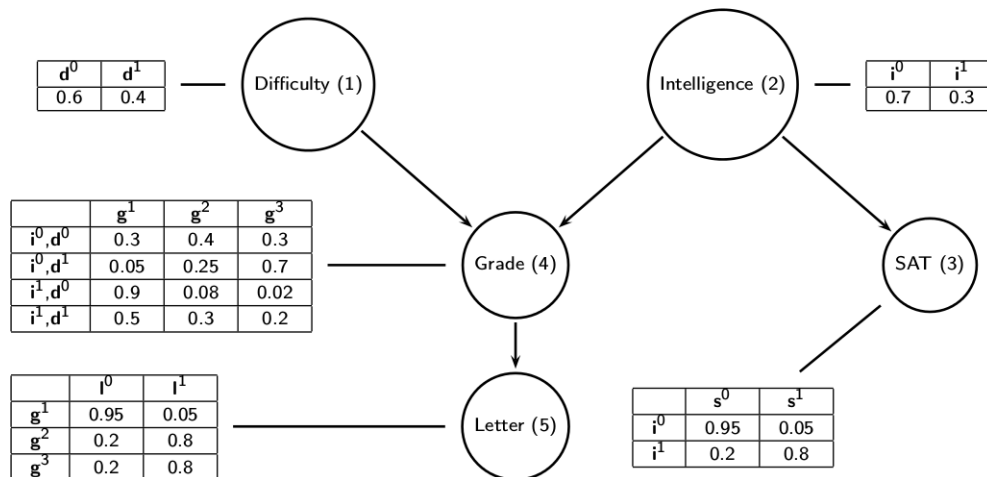 Difficulty (1)
Intelligence (2)
d⁰ d¹
0.6 0.4
i⁰ i¹
0.7 0.3
g¹ g² g³
i⁰,d⁰ 0.3 0.4 0.3
i⁰,d¹ 0.05 0.25 0.7
i¹,d⁰ 0.9 0.08 0.02
i¹,d¹ 0.5 0.3 0.2
Grade (4)
SAT (3)
l⁰ l¹
g¹ 0.95 0.05
g² 0.2 0.8
g³ 0.2 0.8
Letter (5)
s⁰ s¹
i⁰ 0.95 0.05
i¹ 0.2 0.8